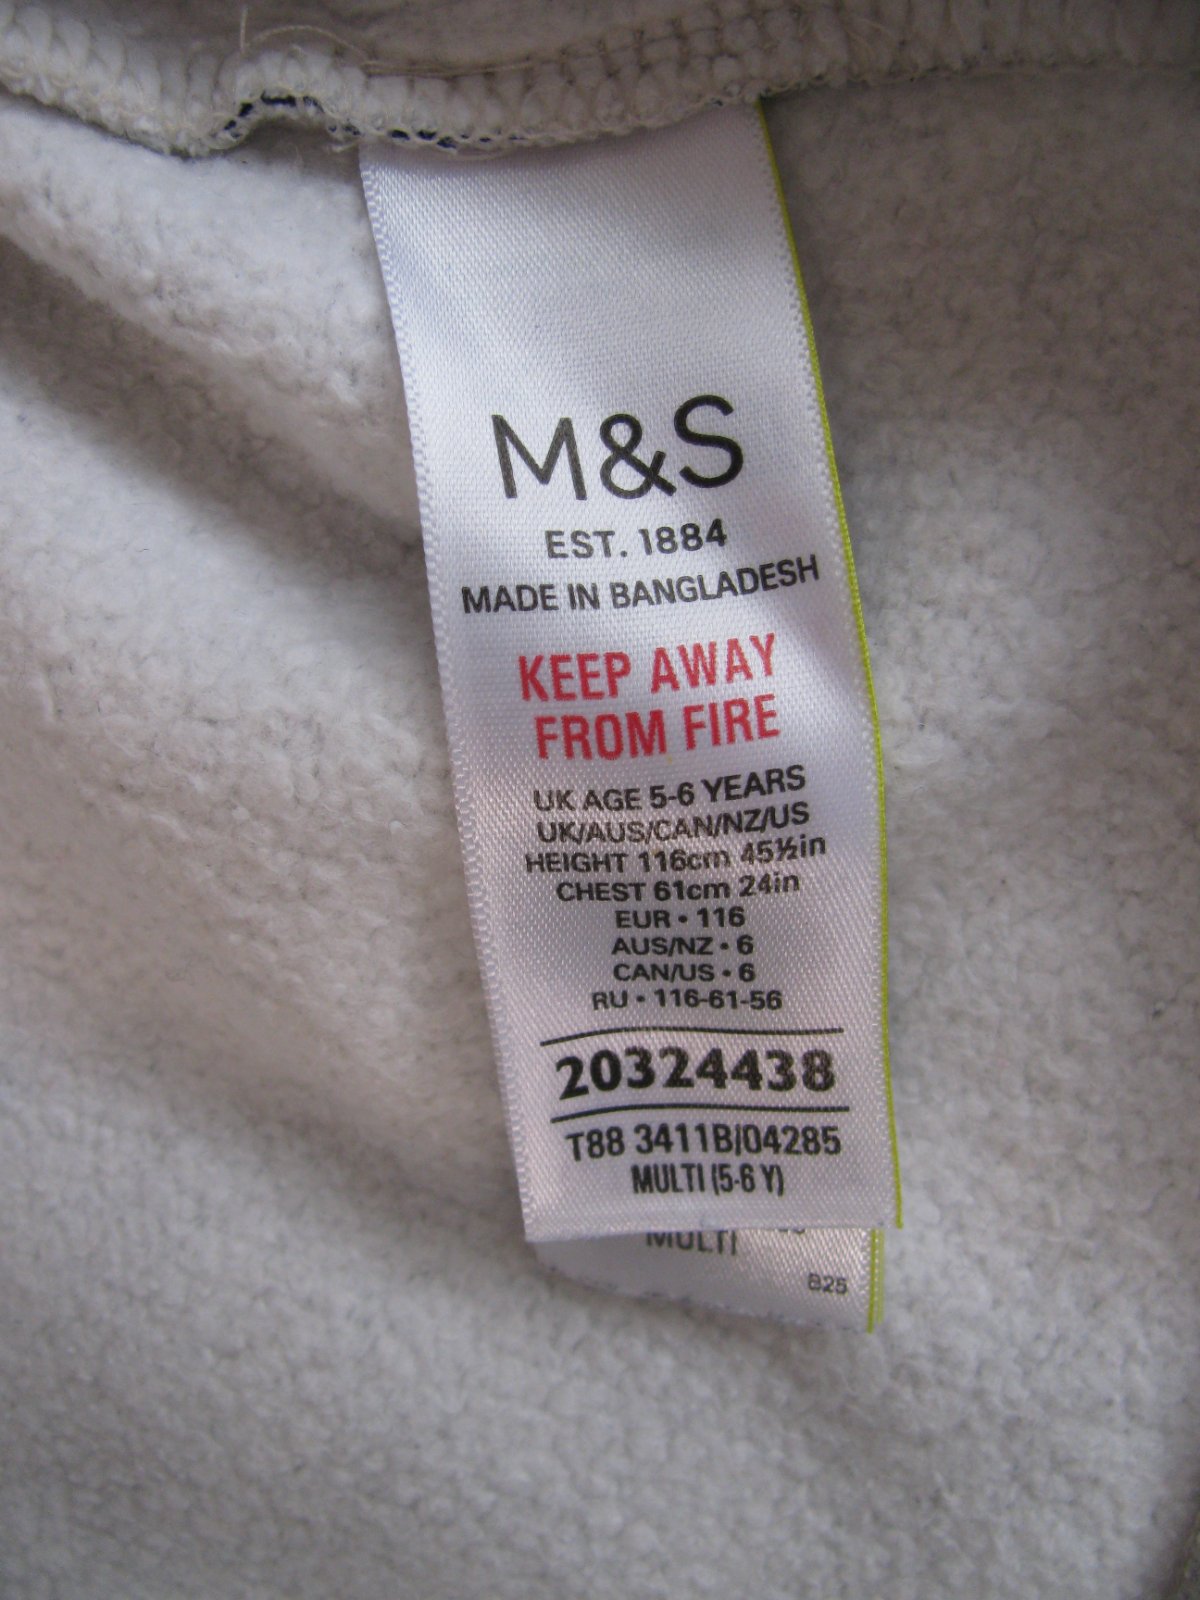 M&S
EST. 1884
MADE IN BANGLADESH
KEEP AWAY
FROM FIRE
UK AGE 5-6 YEARS
UK/AUS/CAN/NZ/US
HEIGHT 116cm 45½in
CHEST 61cm 24in
EUR • 116
AUS/NZ • 6
CAN/US • 6
RU • 116-61-56
20324438
T88 3411B/04285
MULTI (5-6 Y)
MULTI
B25